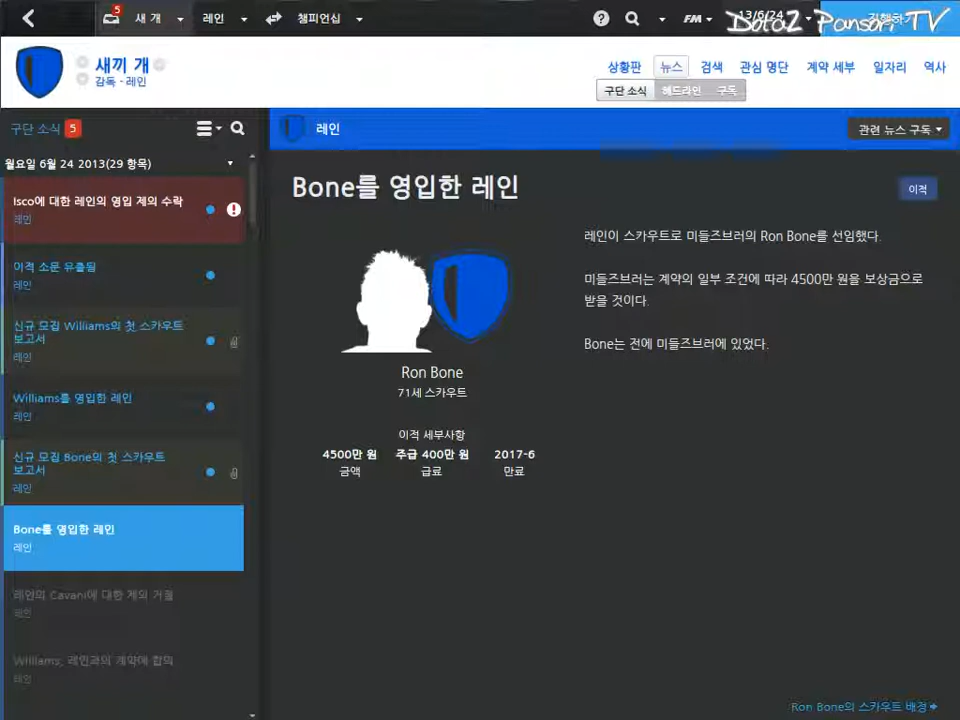 5
새 개
레인
챔피언십
FM
13/6/24
Dota2 Pansori TV
새끼 개
감독 - 레인
상황판
뉴스
검색
관심 명단
계약 세부
일자리
역사
구단 소식
헤드라인
구독
구단 소식 5
레인
관련 뉴스 구독
월요일 6월 24 2013(29 항목)
Isco에 대한 레인의 영입 제의 수락
레인
이적 소문 유출됨
레인
신규 모집 Williams의 첫 스카우트
보고서
레인
Williams를 영입한 레인
레인
신규 모집 Bone의 첫 스카우트
보고서
레인
Bone를 영입한 레인
레인
레인의 Cavani에 대한 제의 거절
레인
Williams, 레인과의 계약에 합의
레인
Bone를 영입한 레인
이적
레인이 스카우트로 미들즈브러의 Ron Bone를 선임했다.
미들즈브러는 계약의 일부 조건에 따라 4500만 원을 보상금으로
받을 것이다.
Bone는 전에 미들즈브러에 있었다.
Ron Bone
71세 스카우트
이적 세부사항
4500만 원
주급 400만 원
2017-6
금액
급료
만료
Ron Bone의 스카우트 배정